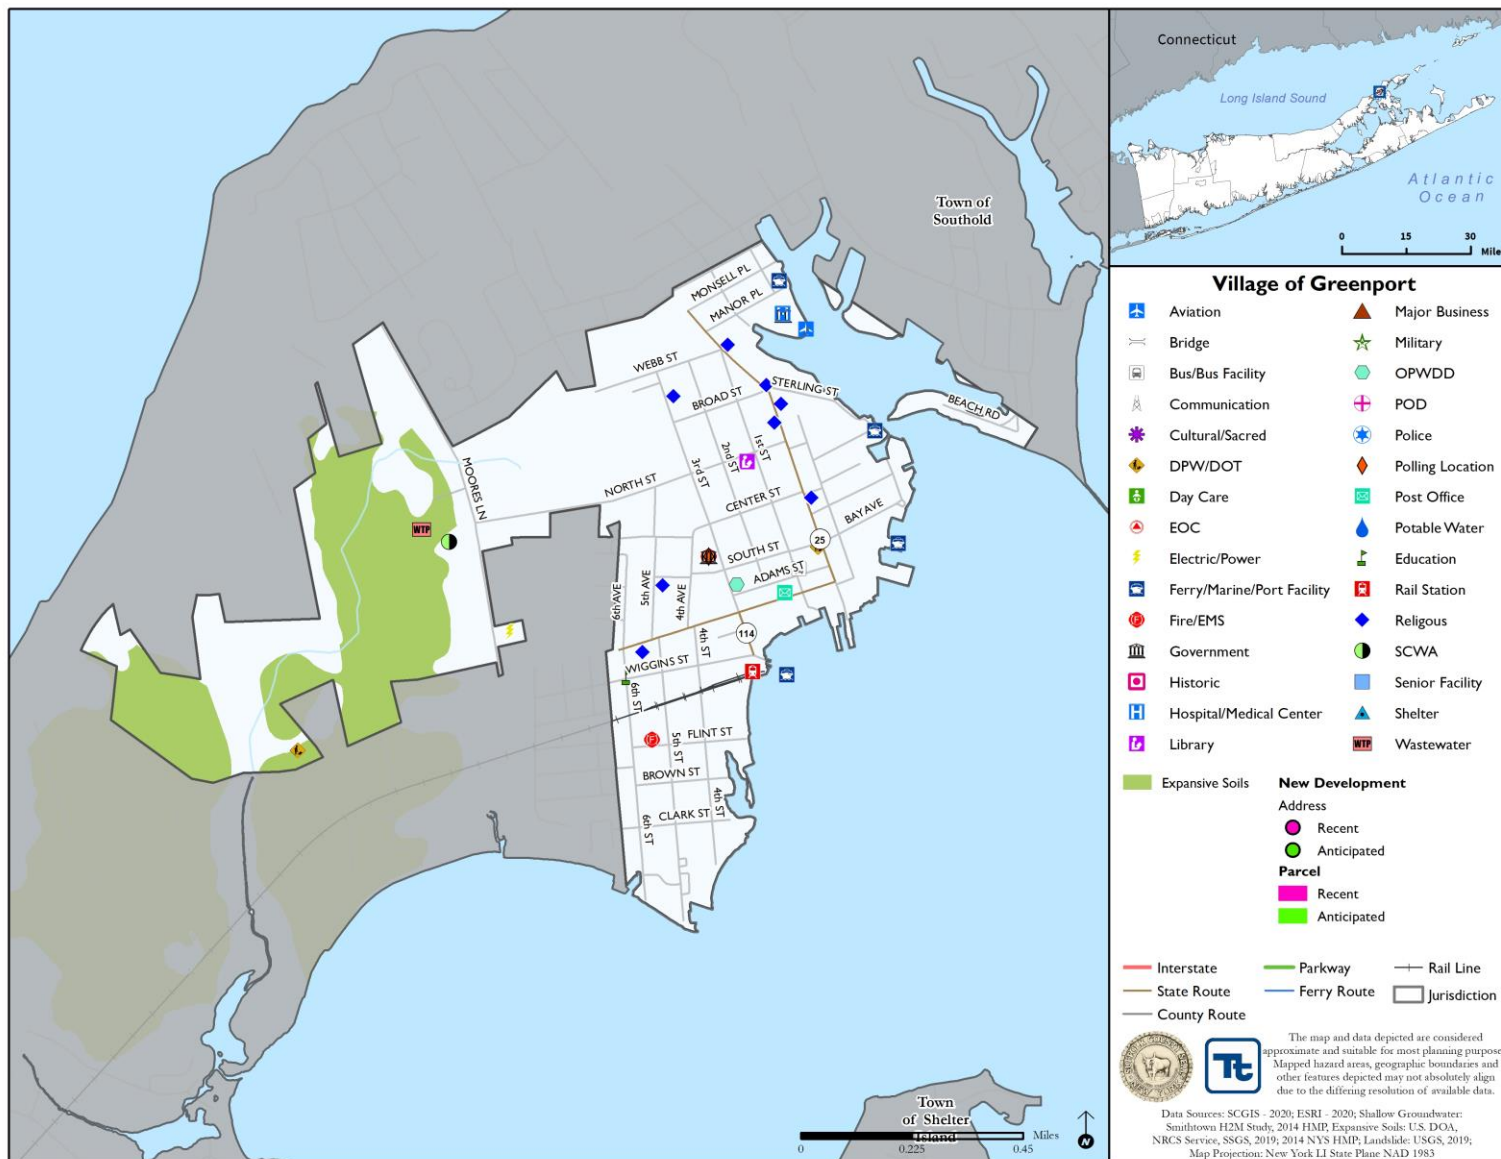 Town of
Southold
MONSELL PL
MANOR PL
WEBB ST
BROAD ST
STERLING ST
BEACH RD
1st ST
2nd ST
3rd ST
NORTH ST
MOORES LN
CENTER ST
BAY AVE
25
SOUTH ST
ADAMS ST
6th AVE
5th AVE
4th AVE
WTP
114
4th ST
WIGGINS ST
6th ST
FLINT ST
5th ST
BROWN ST
4th ST
CLARK ST
6th ST
Town
of Shelter
Island
0
0.225
0.45
Miles
N
Connecticut
Long Island Sound
Atlantic
Ocean
0
15
30
Mile
Village of Greenport
Aviation
Bridge
Bus/Bus Facility
Communication
Cultural/Sacred
DPW/DOT
Day Care
EOC
Electric/Power
Ferry/Marine/Port Facility
Fire/EMS
Government
Historic
Hospital/Medical Center
Library
Major Business
Military
OPWDD
POD
Police
Polling Location
Post Office
Potable Water
Education
Rail Station
Religous
SCWA
Senior Facility
Shelter
WTP Wastewater
Expansive Soils
New Development
Address
Recent
Anticipated
Parcel
Recent
Anticipated
Interstate
State Route
County Route
Parkway
Ferry Route
Rail Line
Jurisdiction
Tt
The map and data depicted are considered
approximate and suitable for most planning purpose
Mapped hazard areas, geographic boundaries and
other features depicted may not absolutely align
due to the differing resolution of available data.
Data Sources: SCGIS - 2020; ESRI - 2020; Shallow Groundwater:
Smithtown H2M Study, 2014 HMP, Expansive Soils: U.S. DOA,
NRCS Service, SSGS, 2019; 2014 NYS HMP; Landslide: USGS, 2019;
Map Projection: New York LI State Plane NAD 1983